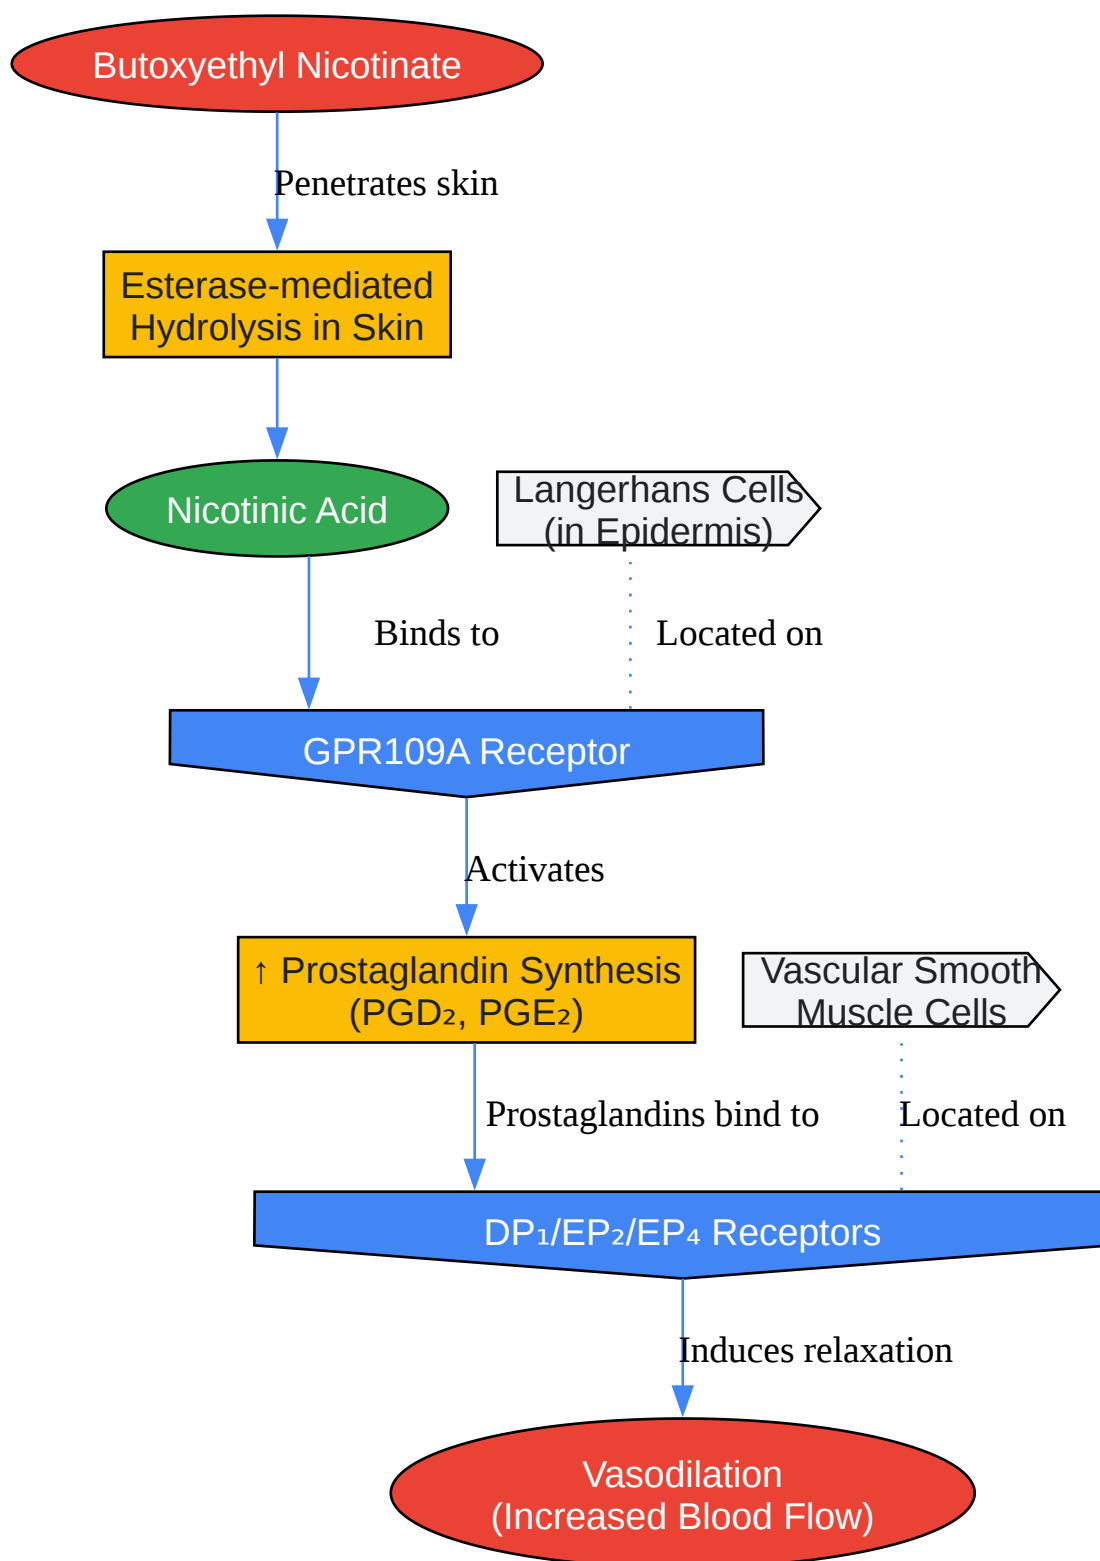 Butoxyethyl Nicotinate
Penetrates skin
Esterase-mediated
Hydrolysis in Skin
Nicotinic Acid
Langerhans Cells
(in Epidermis)
Binds to
Located on
GPR109A Receptor
Activates
↑ Prostaglandin Synthesis
(PGD₂, PGE₂)
Vascular Smooth
Muscle Cells
Prostaglandins bind to
Located on
DP₁/EP₂/EP₄ Receptors
Induces relaxation
Vasodilation
(Increased Blood Flow)